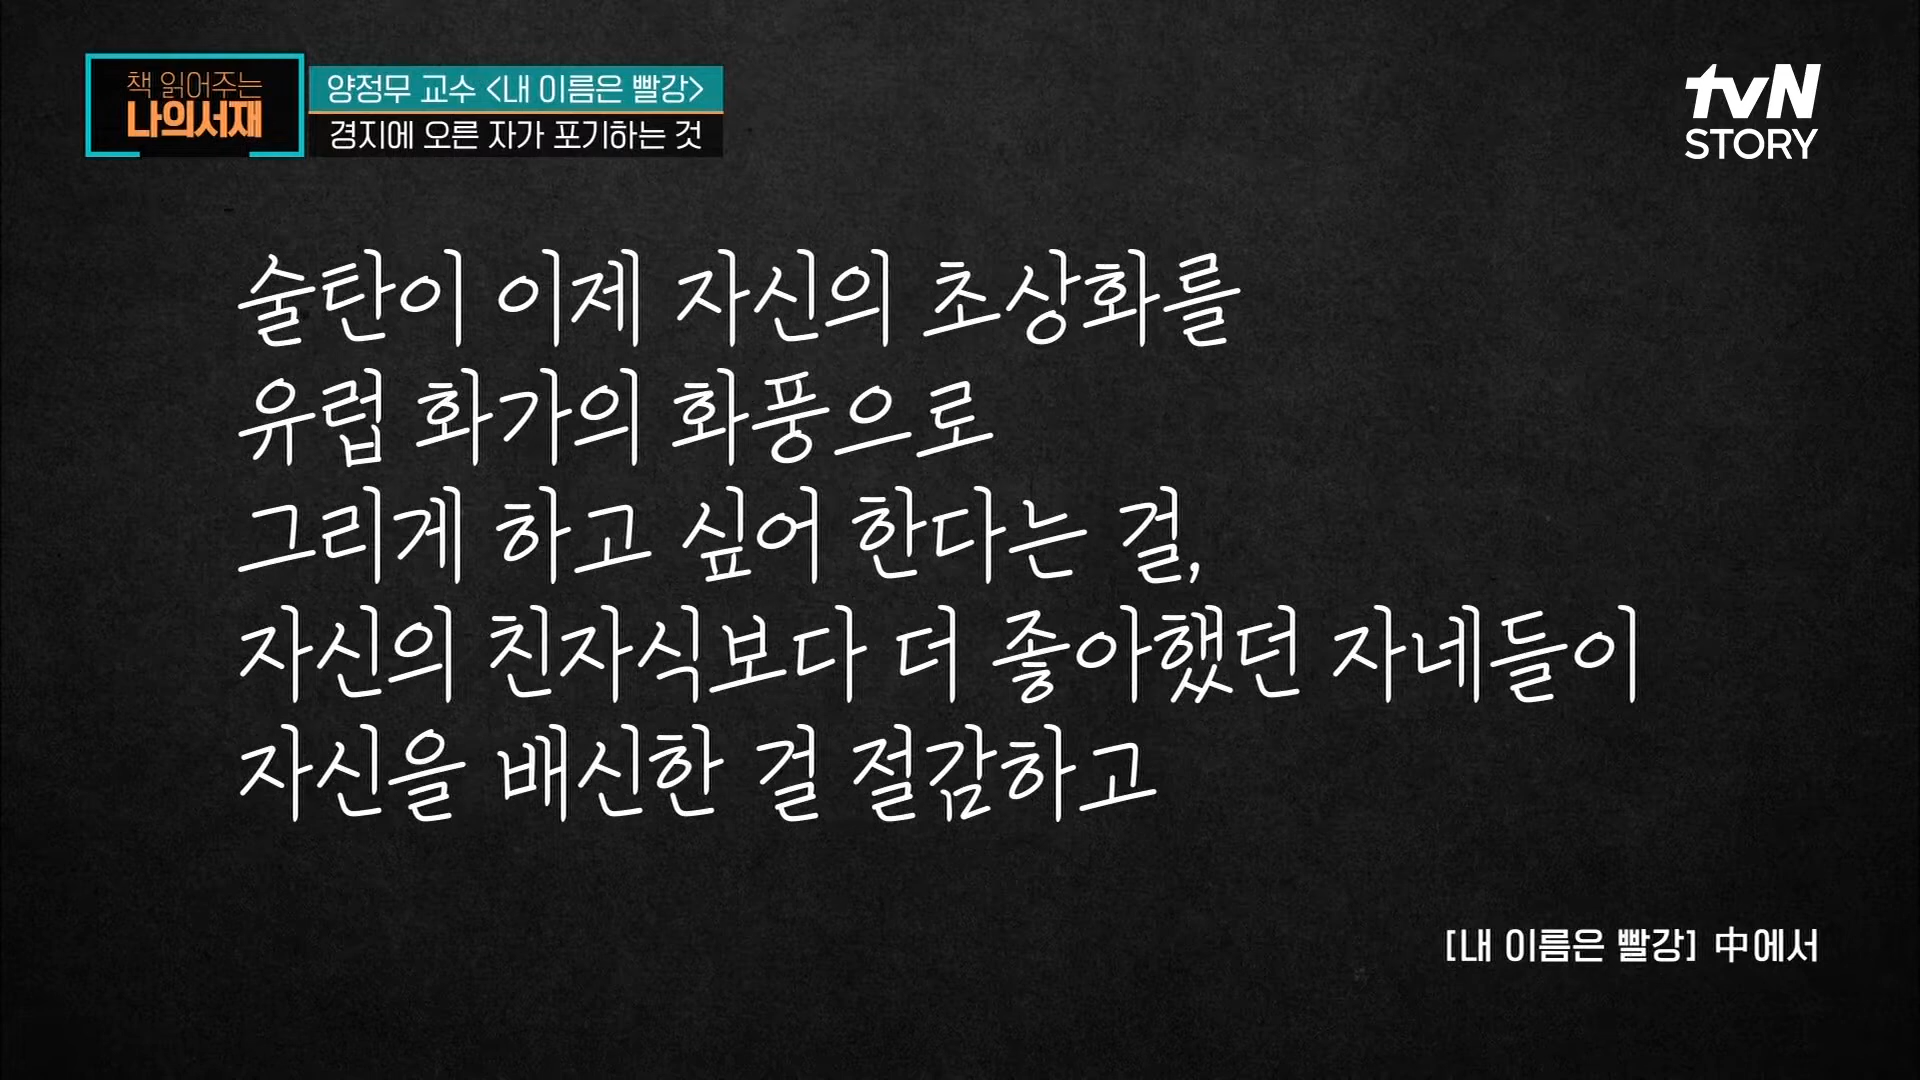 책 읽어주는
나의서재
양정무 교수 <내 이름은 빨강>
경지에 오른 자가 포기하는 것
tvN
STORY
술탄이 이제 자신의 초상화를
유럽 화가의 화풍으로
그리게 하고 싶어 한다는 걸,
자신의 친자식보다 더 좋아했던 자네들이
자신을 배신한 걸 절감하고
[내 이름은 빨강] 中에서